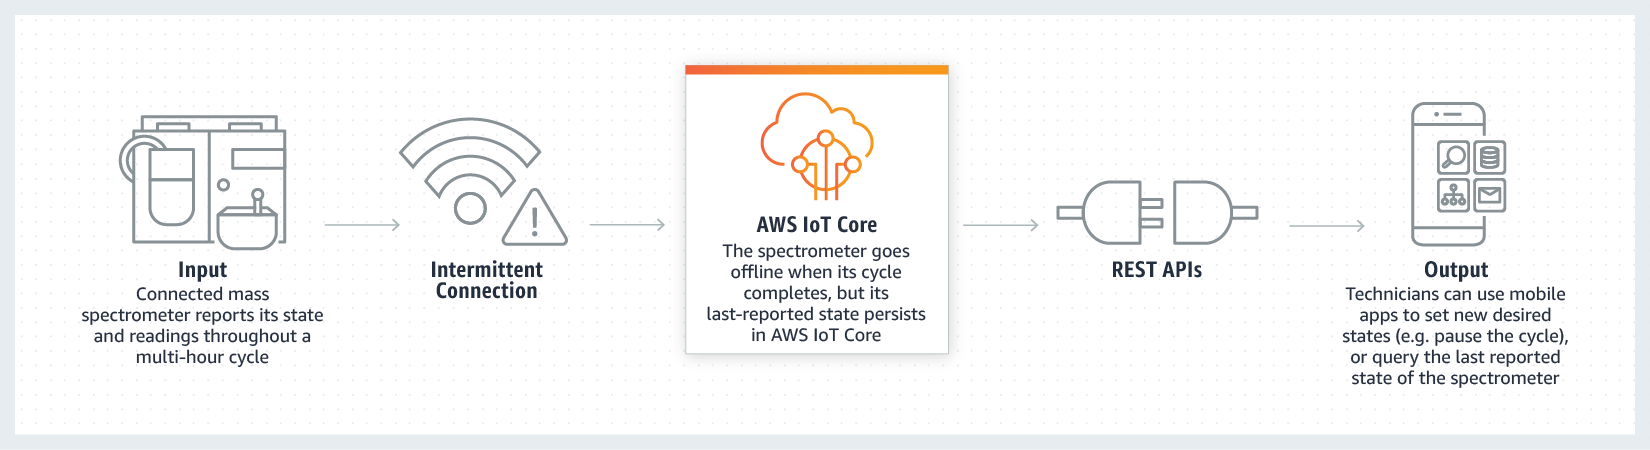 Input
Connected mass
spectrometer reports its state
and readings throughout a
multi-hour cycle
Intermittent
Connection
AWS IoT Core
The spectrometer goes
offline when its cycle
completes, but its
last-reported state persists
in AWS IoT Core
REST APIs
Output
Technicians can use mobile
apps to set new desired
states (e.g. pause the cycle),
or query the last reported
state of the spectrometer